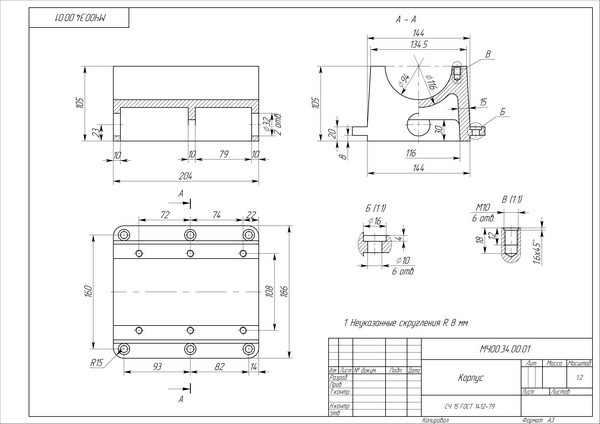 МЧ00.34.00.01
105
23
10
10
79
10
⌀32
2 отв.
204
А – А
144
134.5
⌀94
⌀116
В
15
Б
105
20
8
30
116
144
А
72
74
22
160
108
186
R15
93
82
14
А
Б (1:1)
⌀16
4
⌀10
6 отв.
В (1:1)
М10
6 отв.
18
12
1,6x45°
1. Неуказанные скругления R 8 мм
МЧ00.34.00.01
Корпус
Лит.
Масса
Масштаб
1:2
Изм.
Лист
№ докум.
Подп.
Дата
Разраб.
Пров.
Т.контр.
Н.контр.
Утв.
Лист
Листов
СЧ 15 ГОСТ 1412-79
Копировал
Формат А3